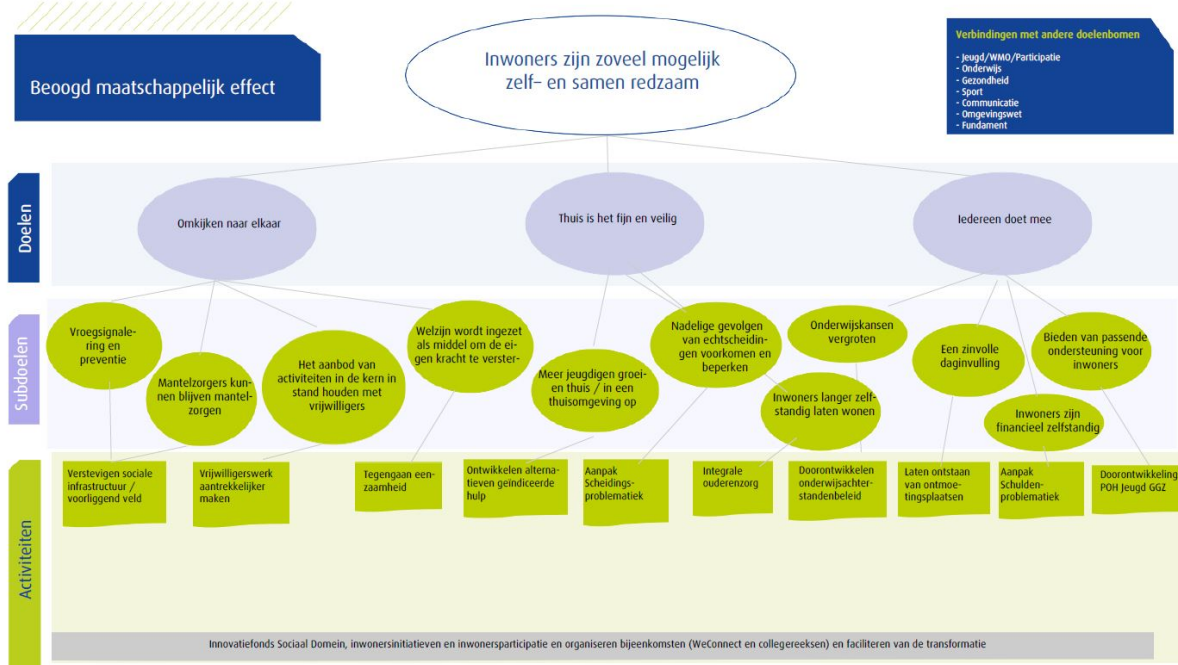 Beoogd maatschappelijk effect
Inwoners zijn zoveel mogelijk
zelf- en samen redzaam
Verbindingen met andere doelenbomen
- Jeugd/WMO/Participatie
- Onderwijs
- Gezondheid
- Sport
- Communicatie
- Omgevingswet
- Fundament
Doelen
Omkijken naar elkaar
Thuis is het fijn en veilig
Iedereen doet mee
Subdoelen
Vroegsignale-
ring en
preventie
Mantelzorgers kun-
nen blijven mantel-
zorgen
Het aanbod van
activiteiten in de kern in
stand houden met
vrijwilligers
Welzijn wordt ingezet
als middel om de ei-
gen kracht te verster-
Meer jeugdigen groei-
en thuis / in een
thuisomgeving op
Nadelige gevolgen
van echtscheidin-
gen voorkomen en
beperken
Inwoners langer zelf-
standig laten wonen
Onderwijskansen
vergroten
Een zinvolle
daginvulling
Inwoners zijn
financieel zelfstandig
Bieden van passende
ondersteuning voor
inwoners
Activiteiten
Verstevigen sociale
infrastructuur /
voorliggend veld
Vrijwilligerswerk
aantrekkelijker
maken
Tegengaan een-
zaamheid
Ontwikkelen alterna-
tieven geïndiceerde
hulp
Aanpak
Scheidings-
problematiek
Integrale
ouderenzorg
Doorontwikkelen
onderwijsachter-
standenbeleid
Laten ontstaan
van ontmoe-
tingsplaatsen
Aanpak
Schulden-
problematiek
Doorontwikkeling
POH Jeugd GGZ
Innovatiefonds Sociaal Domein, inwonersinitiatieven en inwonersparticipatie en organiseren bijeenkomsten (WeConnect en collegereeksen) en faciliteren van de transformatie